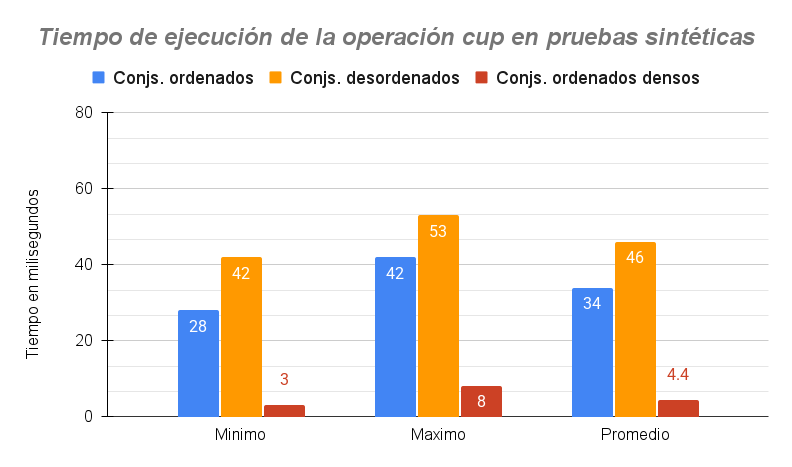 Tiempo de ejecución de la operación cup en pruebas sintéticas
Conjs. ordenados Conjs. desordenados Conjs. ordenados densos
Tiempo en milisegundos
80
60
40
20
0
28 42 3
42 53 8
34 46 4.4
Minimo Maximo Promedio